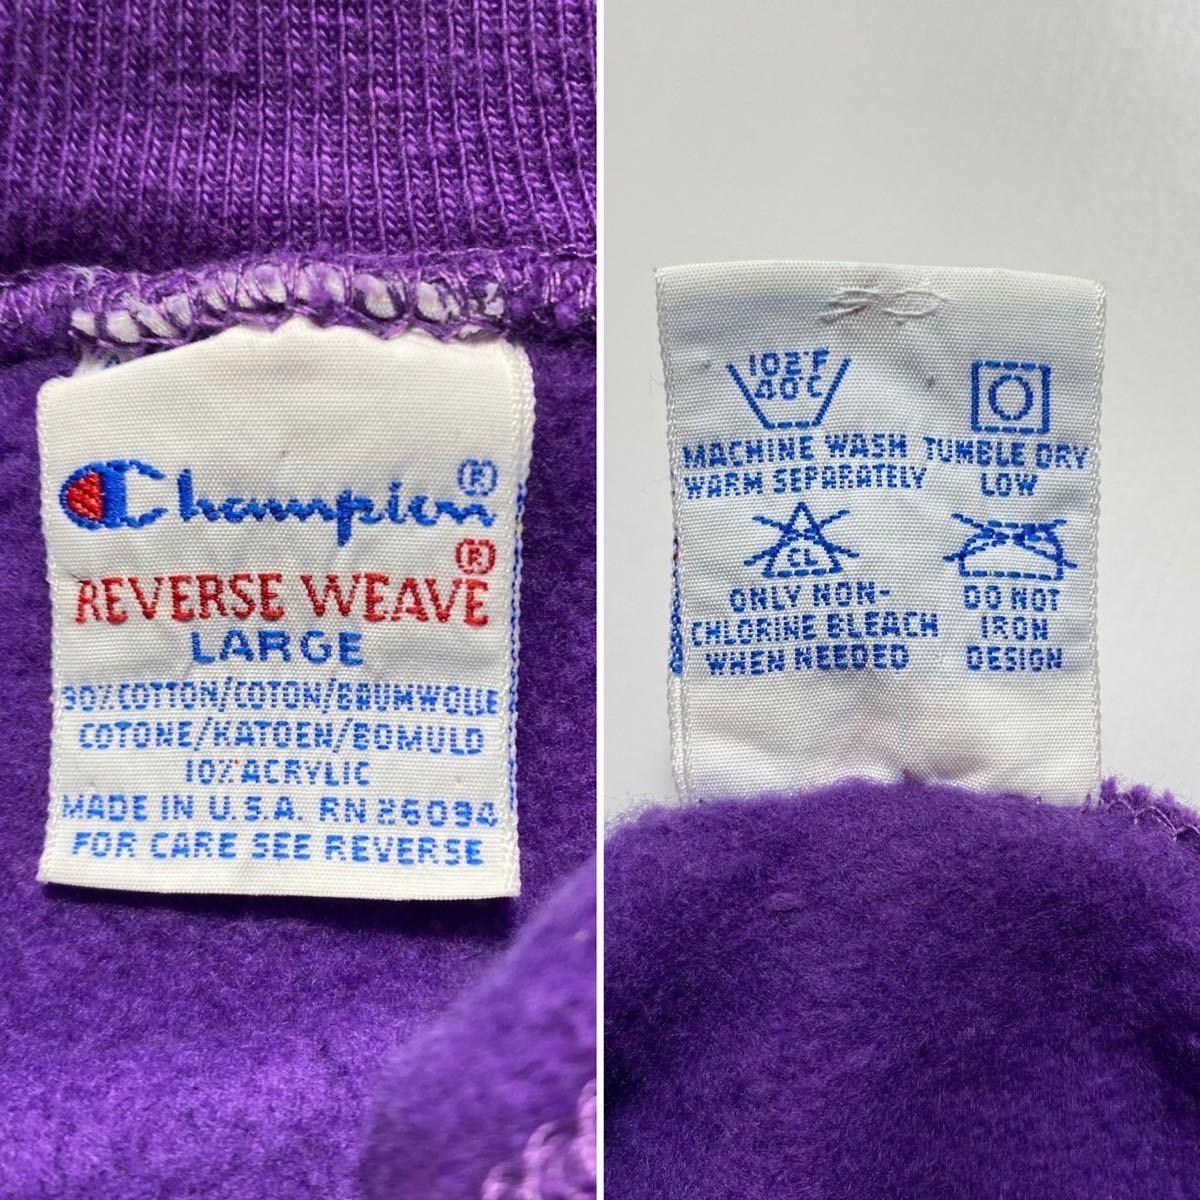 Champion®
REVERSE WEAVE®
LARGE
90% COTTON/COTON/BAUMWOLLE
COTONE/KATOEN/BOMULD
10% ACRYLIC
MADE IN U.S.A. RN 26094
FOR CARE SEE REVERSE
102°F
40°C
MACHINE WASH
WARM SEPARATELY
TUMBLE DRY
LOW
CL
ONLY NON-
CHLORINE BLEACH
WHEN NEEDED
DO NOT
IRON
DESIGN